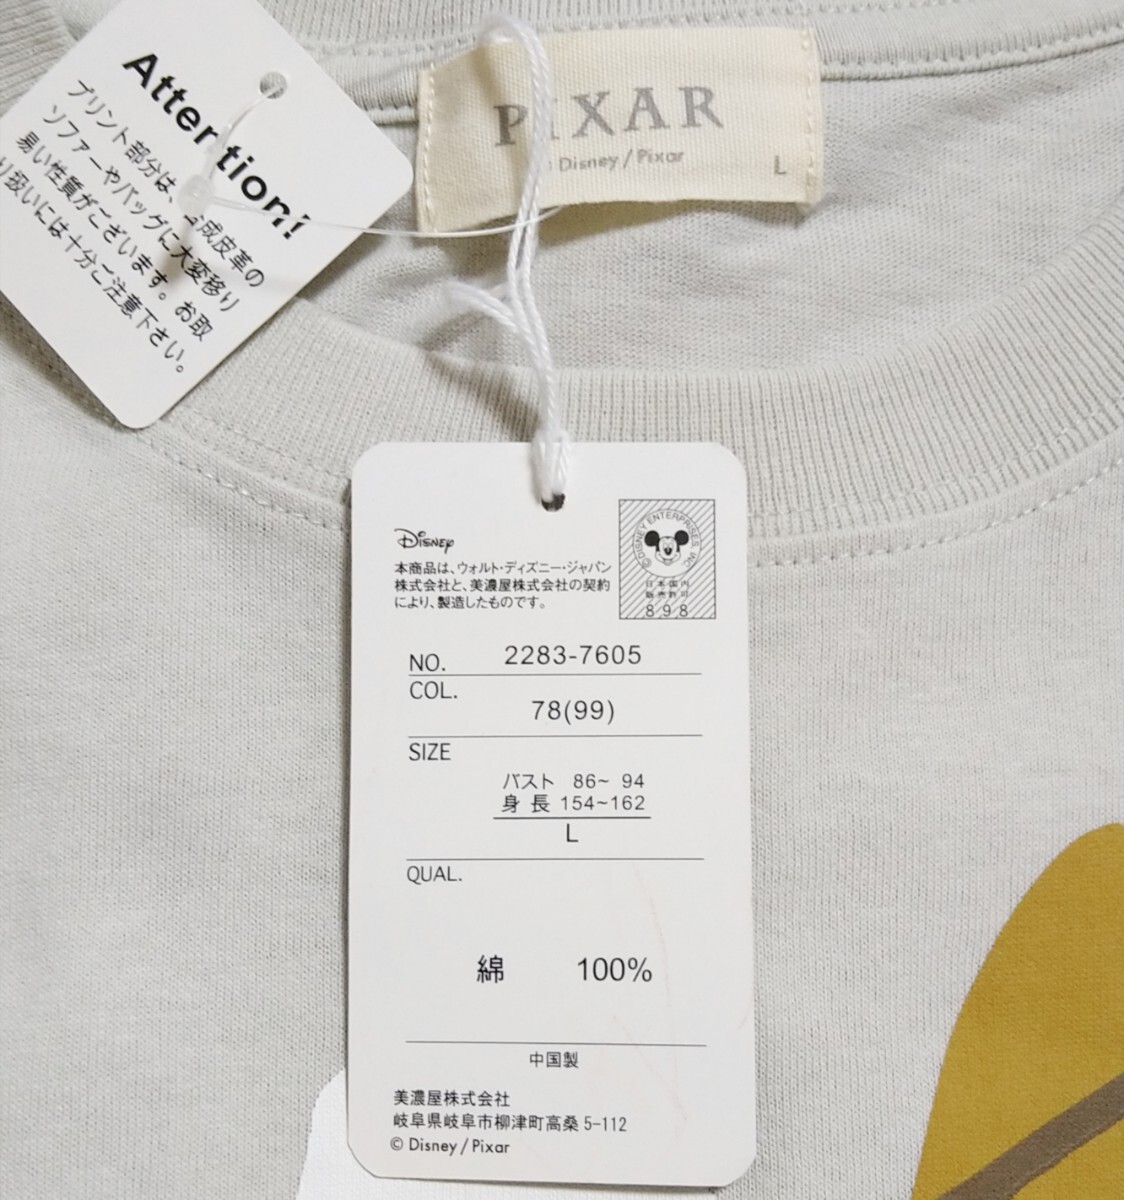 Attention!
プリント部分は、合成皮革の
ソファーやバッグに大変移り
易い性質がございます。お取
り扱いには十分ご注意下さい。
PIXAR
Disney / Pixar
L
Disney
本商品は、ウォルト・ディズニー・ジャパン
株式会社と、美濃屋株式会社の契約
により、製造したものです。
©DISNEY ENTERPRISES INC
日本国内
販売許可
898
NO. 2283-7605
COL.
78(99)
SIZE
バスト 86~ 94
身長 154~162
L
QUAL.
綿 100%
中国製
美濃屋株式会社
岐阜県岐阜市柳津町高桑 5-112
© Disney / Pixar